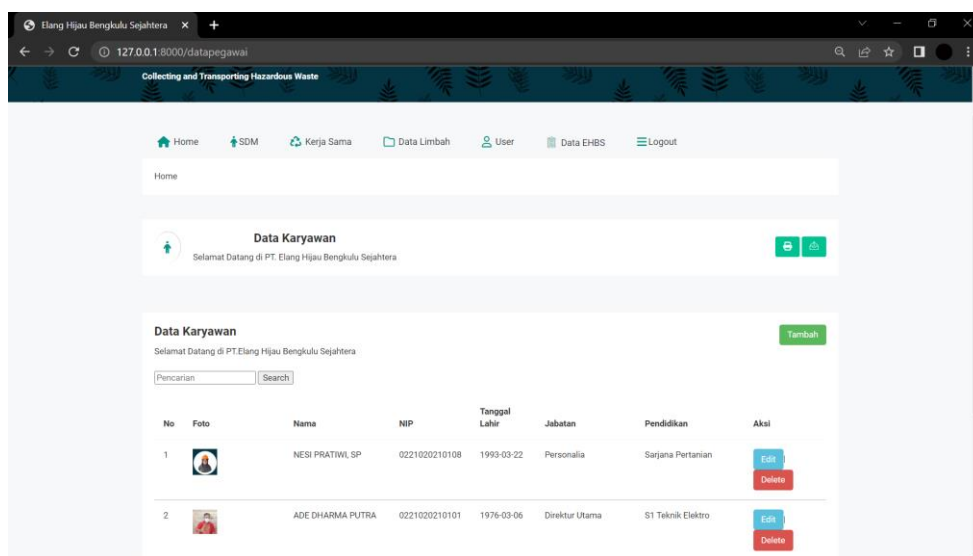 Elang Hijau Bengkulu Sejahtera
127.0.0.1:8000/datapegawai
Collecting and Transporting Hazardous Waste
Home SDM Kerja Sama Data Limbah User Data EHBS Logout
Home
Data Karyawan
Selamat Datang di PT. Elang Hijau Bengkulu Sejahtera
Data Karyawan
Tambah
Selamat Datang di PT.Elang Hijau Bengkulu Sejahtera
Pencarian Search
No Foto Nama NIP Tanggal Lahir Jabatan Pendidikan Aksi
1 NESI PRATIWI, SP 0221020210108 1993-03-22 Personalia Sarjana Pertanian Edit |
Delete
2 ADE DHARMA PUTRA 0221020210101 1976-03-06 Direktur Utama S1 Teknik Elektro Edit |
Delete